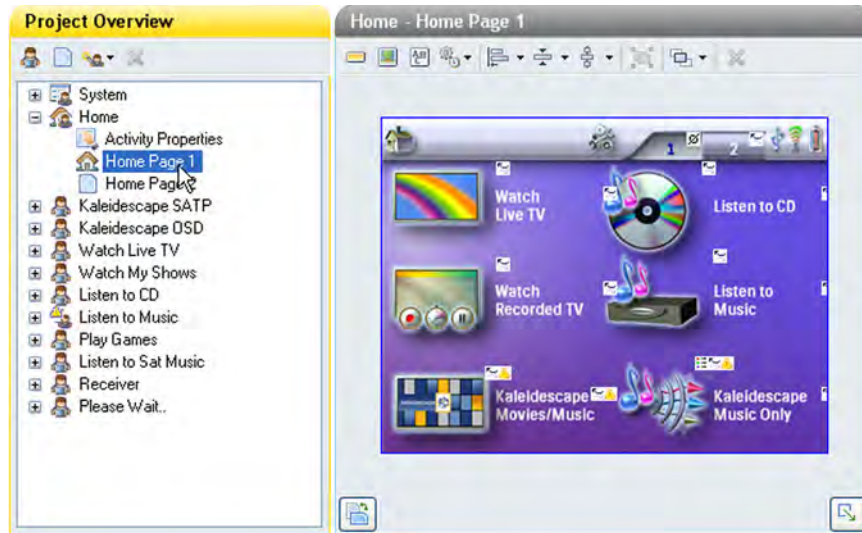 Project Overview
System
Home
Activity Properties
Home Page 1
Home Page 2
Kaleidescape SATP
Kaleidescape OSD
Watch Live TV
Watch My Shows
Listen to CD
Listen to Music
Play Games
Listen to Sat Music
Receiver
Please Wait..
Home - Home Page 1
1
2
Watch
Live TV
Listen to CD
Watch
Recorded TV
Listen to
Music
Kaleidescape
Movies/Music
Kaleidescape
Music Only